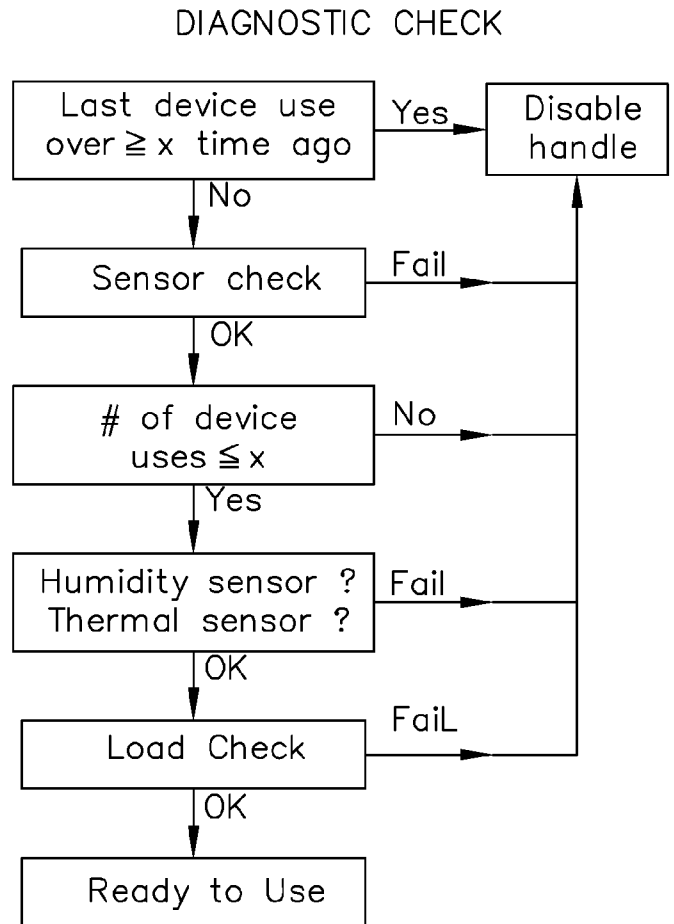 DIAGNOSTIC CHECK
Last device use
over ≧ x time ago
Yes
Disable
handle
No
Sensor check
Fail
OK
# of device
uses ≦ x
No
Yes
Humidity sensor ?
Thermal sensor ?
Fail
OK
Load Check
FaiL
OK
Ready to Use